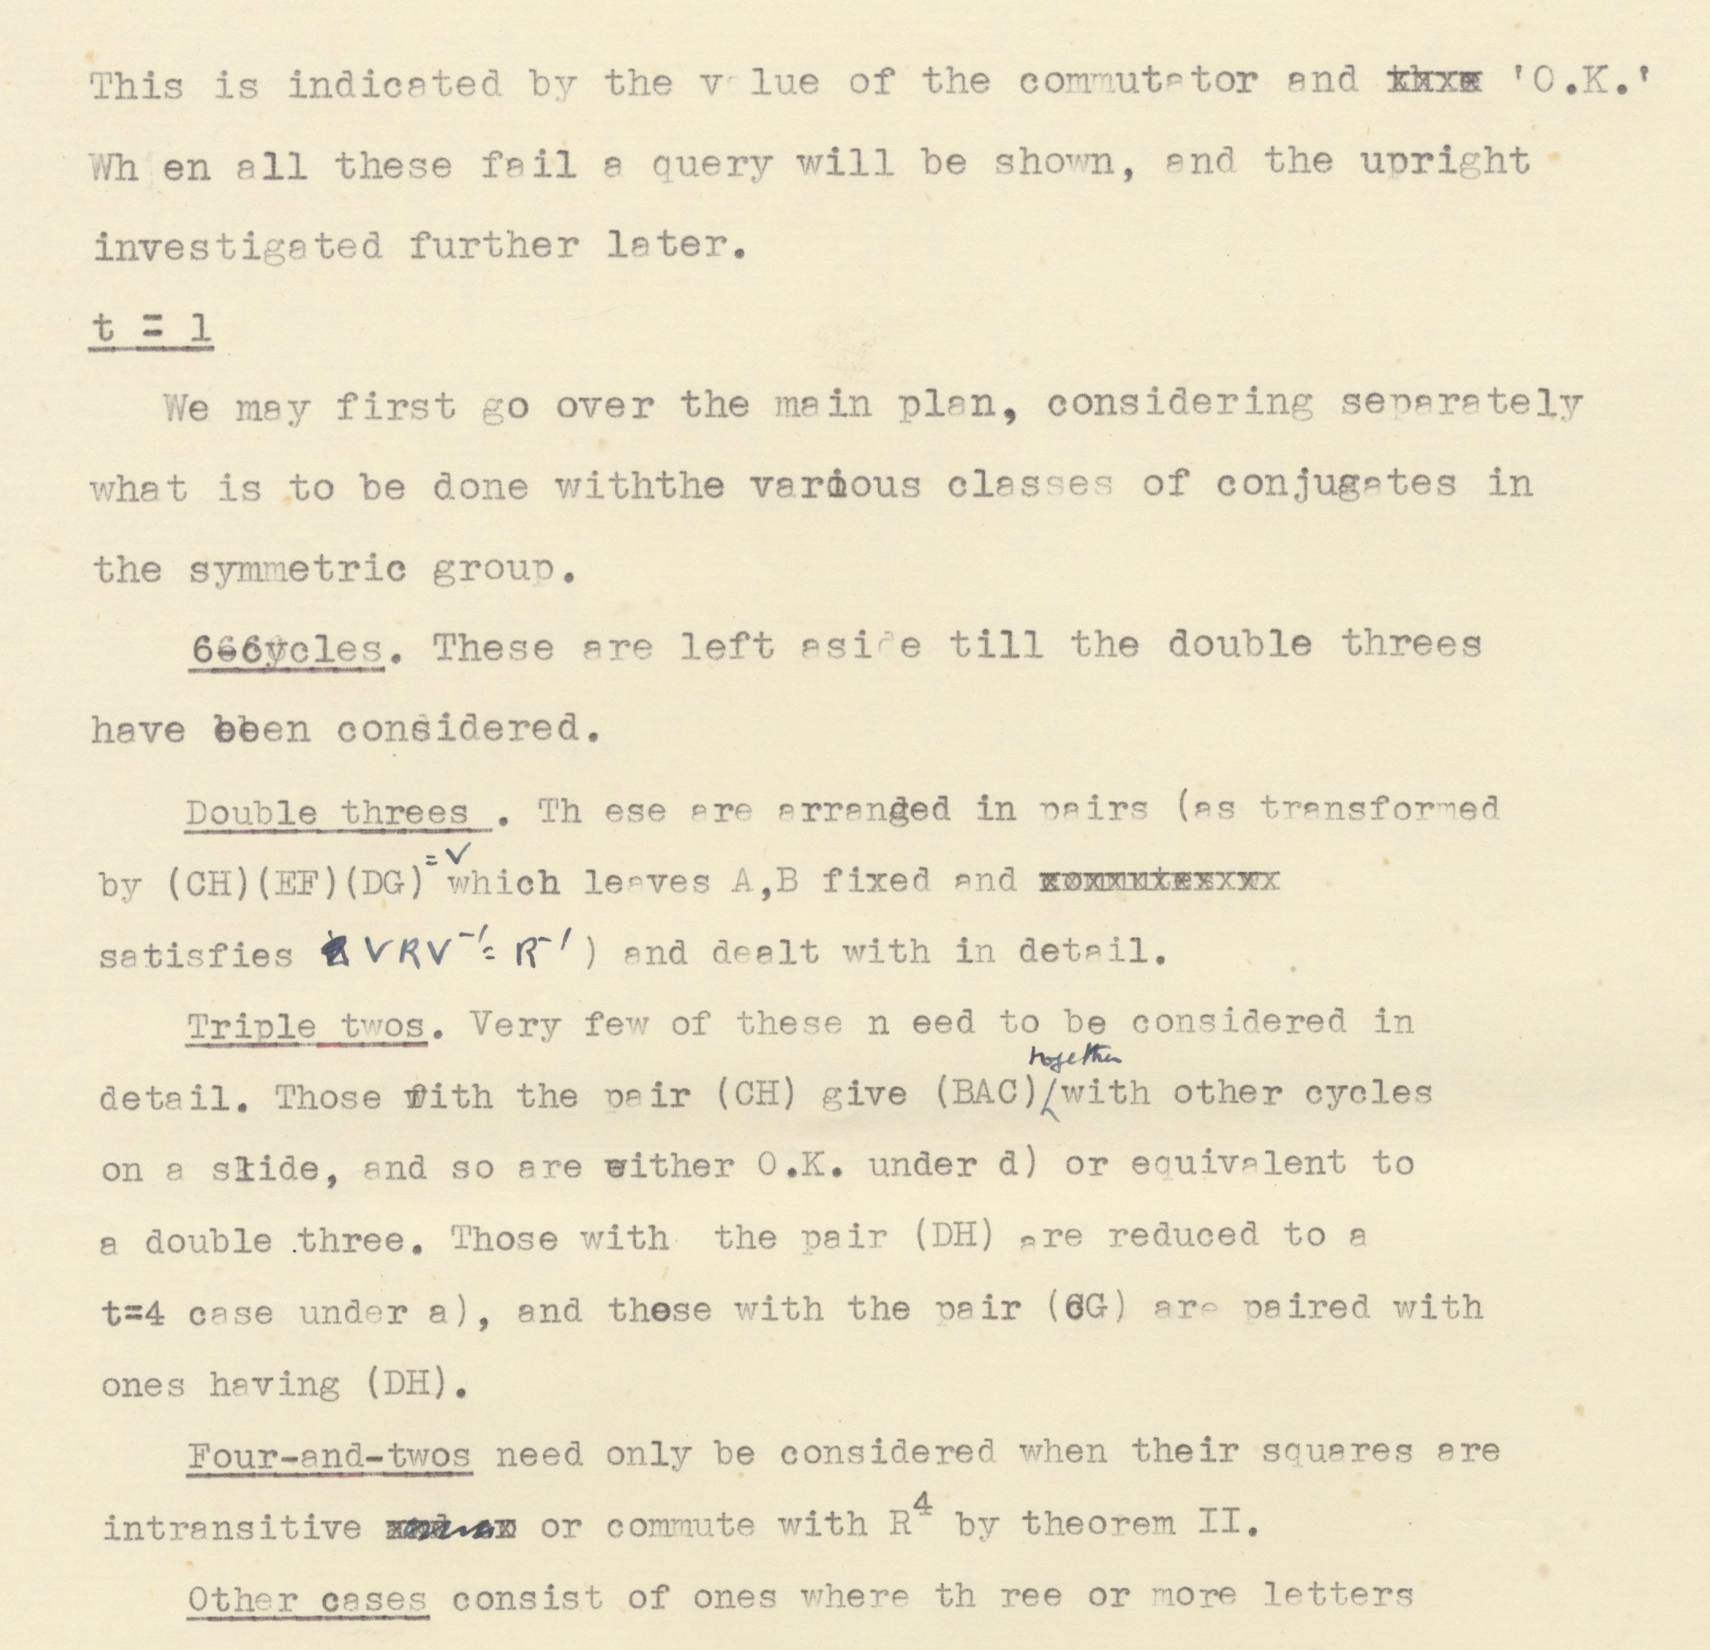 This is indicated by the value of the commutator and 'O.K.'
Wh en all these fail a query will be shown, and the upright
investigated further later.
t = 1
We may first go over the main plan, considering separately
what is to be done withthe various classes of conjugates in
the symmetric group.
6-cycles. These are left aside till the double threes
have been considered.
Double threes . Th ese are arranged in pairs (as transformed
by (CH)(EF)(DG) = V which leaves A,B fixed and
satisfies V R V⁻¹ = R⁻¹ ) and dealt with in detail.
Triple twos. Very few of these n eed to be considered in
together
detail. Those with the pair (CH) give (BAC) with other cycles
on a slide, and so are either O.K. under d) or equivalent to
a double three. Those with the pair (DH) are reduced to a
t=4 case under a), and those with the pair (CG) are paired with
ones having (DH).
Four-and-twos need only be considered when their squares are
intransitive or commute with R⁴ by theorem II.
Other cases consist of ones where th ree or more letters